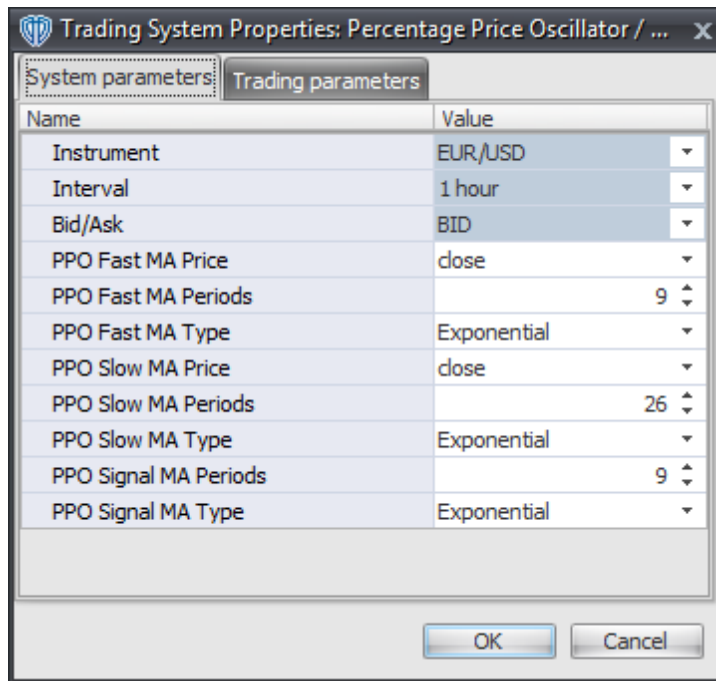 Trading System Properties: Percentage Price Oscillator / ... x
System parameters Trading parameters
Name Value
Instrument EUR/USD
Interval 1 hour
Bid/Ask BID
PPO Fast MA Price close
PPO Fast MA Periods 9
PPO Fast MA Type Exponential
PPO Slow MA Price close
PPO Slow MA Periods 26
PPO Slow MA Type Exponential
PPO Signal MA Periods 9
PPO Signal MA Type Exponential
OK Cancel